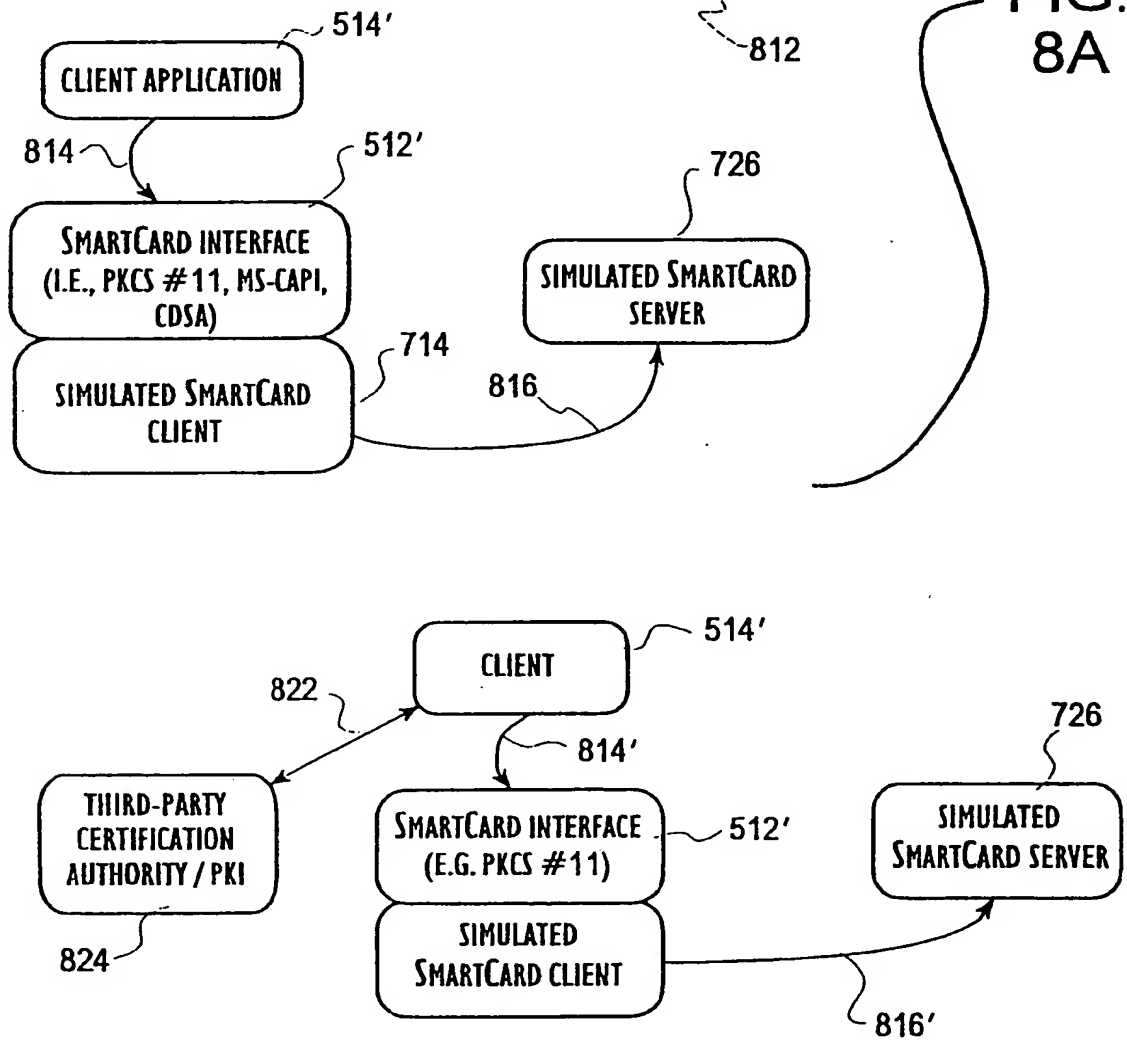 FIG.
8A
812
514'
CLIENT APPLICATION
814
512'
SMARTCARD INTERFACE
(I.E., PKCS #11, MS-CAPI,
CDSA)
726
SIMULATED SMARTCARD
SERVER
714
SIMULATED SMARTCARD
CLIENT
816
514'
CLIENT
822
814'
726
THIRD-PARTY
CERTIFICATION
AUTHORITY / PKI
824
SMARTCARD INTERFACE
(E.G. PKCS #11)
512'
SIMULATED
SMARTCARD SERVER
SIMULATED
SMARTCARD CLIENT
816'